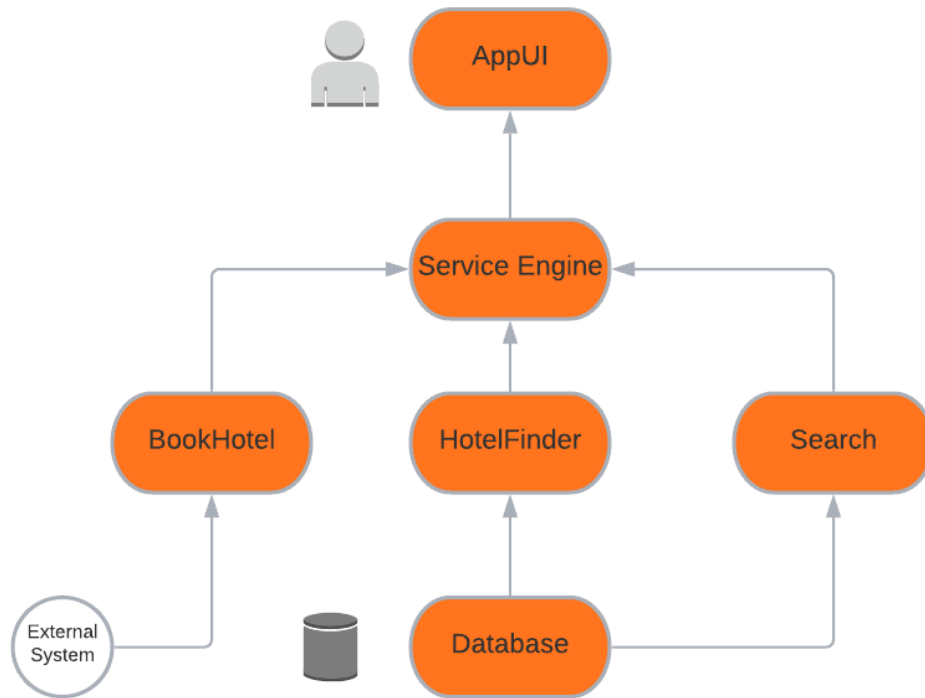 AppUI
Service Engine
BookHotel
HotelFinder
Search
External
System
Database